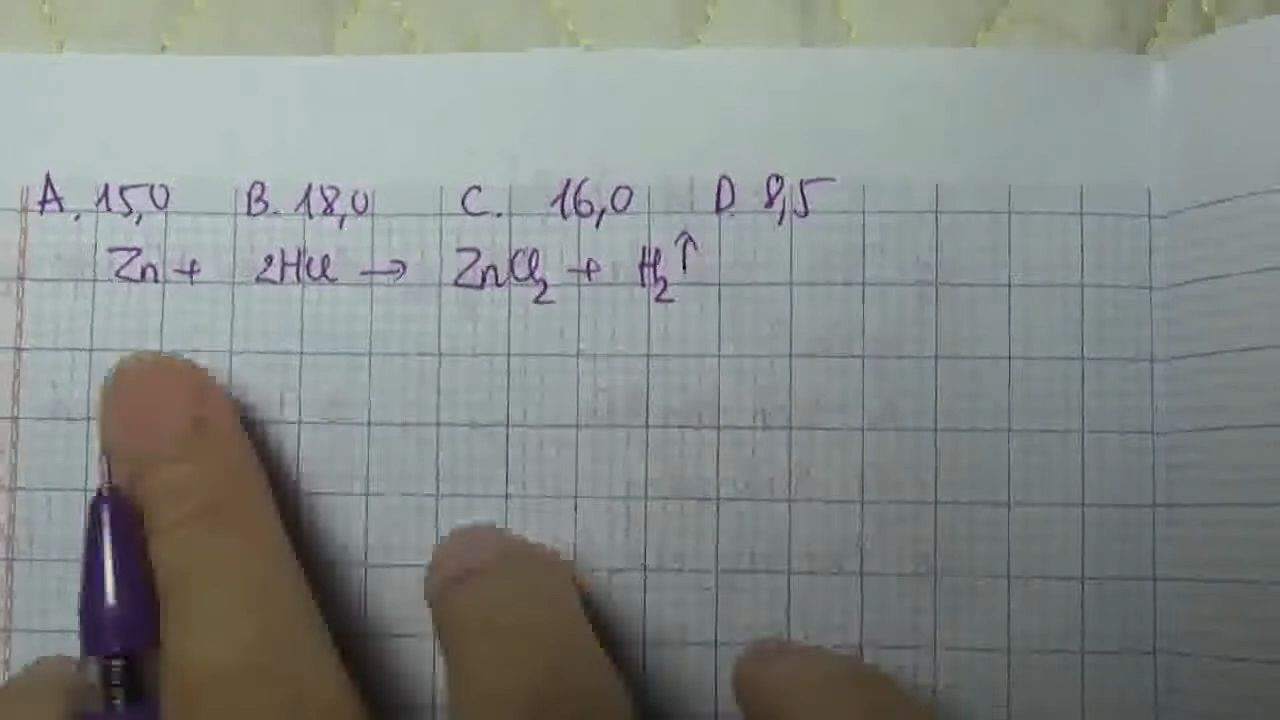 A. 15,0 B. 18,0 C. 16,0 D. 8,5
Zn + 2HCl → ZnCl₂ + H₂↑